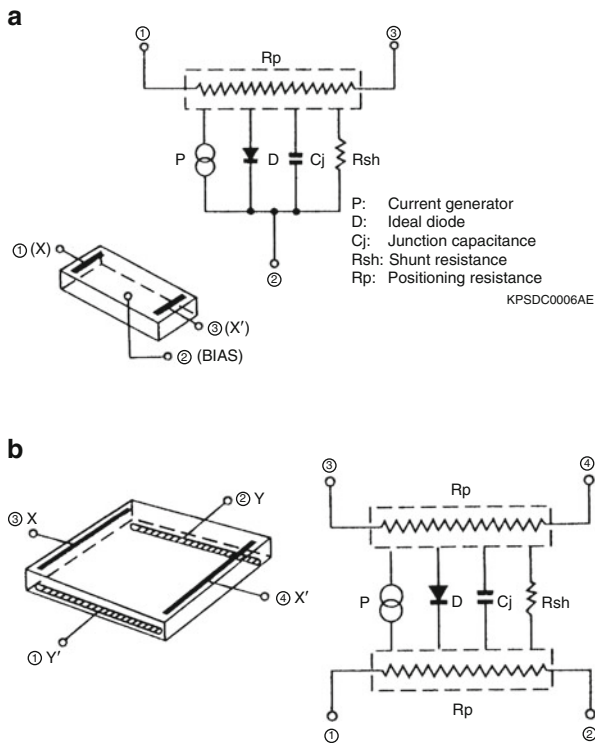 a
① ③
Rp
P D Cj Rsh
②
P: Current generator
D: Ideal diode
Cj: Junction capacitance
Rsh: Shunt resistance
Rp: Positioning resistance
KPSDC0006AE
① (X)
③ (X′)
② (BIAS)
b
② Y
③ X
④ X′
① Y′
③ ④
Rp
P D Cj Rsh
Rp
① ②